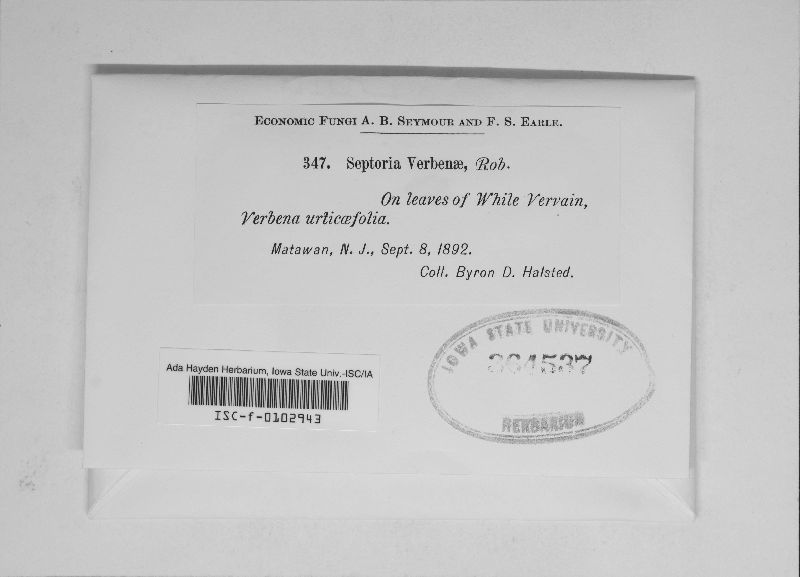 Economic Fungi A. B. Seymour and F. S. Earle.
347. Septoria Verbenæ, Rob.
On leaves of While Vervain,
Verbena urticæfolia.
Matawan, N. J., Sept. 8, 1892.
Coll. Byron D. Halsted.
IOWA STATE UNIVERSITY
364537
HERBARIUM
Ada Hayden Herbarium, Iowa State Univ.-ISC/IA
ISC-f-0102943